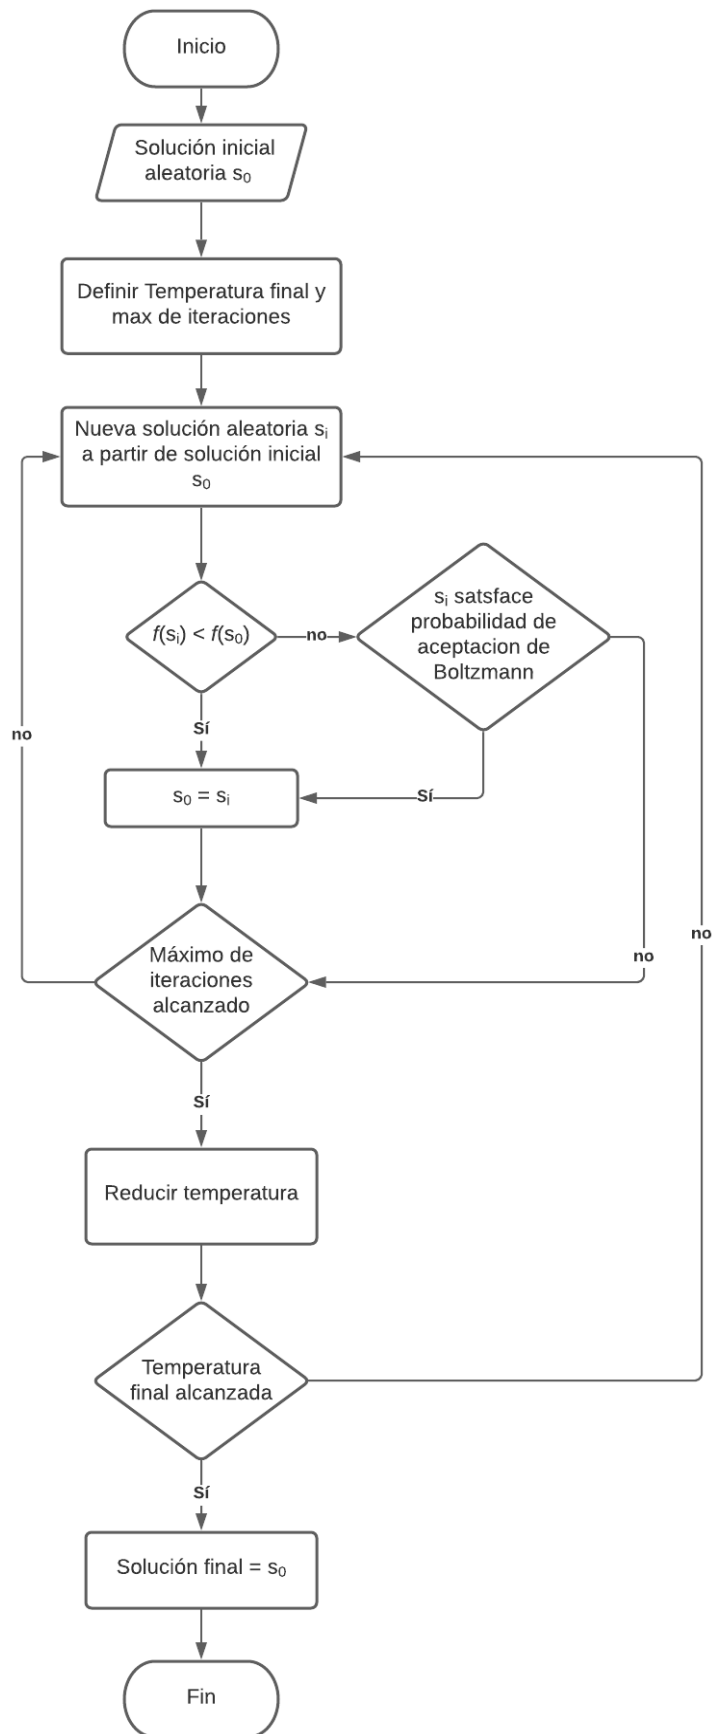 Inicio
Solución inicial
aleatoria s₀
Definir Temperatura final y
max de iteraciones
Nueva solución aleatoria sᵢ
a partir de solución inicial
s₀
f(sᵢ) < f(s₀)
no
sᵢ satsface
probabilidad de
aceptacion de
Boltzmann
Sí
no
s₀ = sᵢ
Sí
no
no
Máximo de
iteraciones
alcanzado
Sí
Reducir temperatura
Temperatura
final alcanzada
Sí
Solución final = s₀
Fin